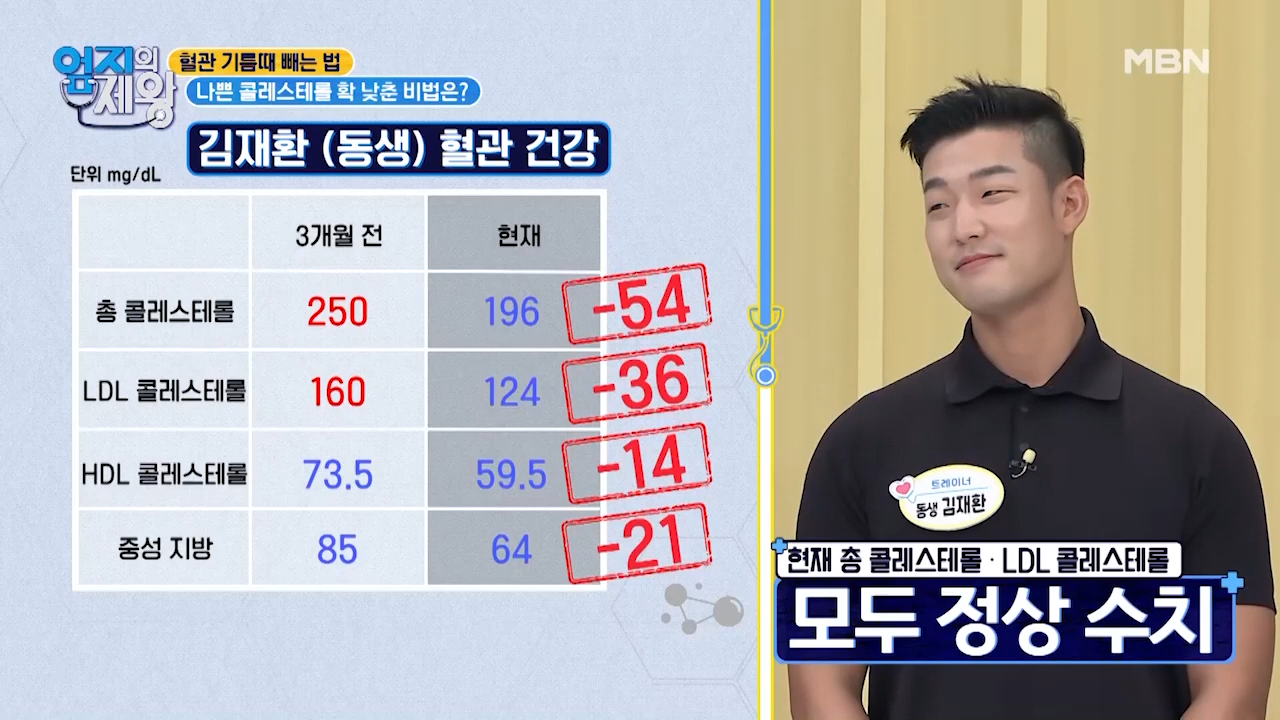 엄지의 제왕
혈관 기름때 빼는 법
나쁜 콜레스테롤 확 낮춘 비법은?
김재환 (동생) 혈관 건강
단위 mg/dL
3개월 전 현재
총 콜레스테롤 250 196 -54
LDL 콜레스테롤 160 124 -36
HDL 콜레스테롤 73.5 59.5 -14
중성 지방 85 64 -21
MBN
트레이너
동생 김재환
현재 총 콜레스테롤·LDL 콜레스테롤
모두 정상 수치